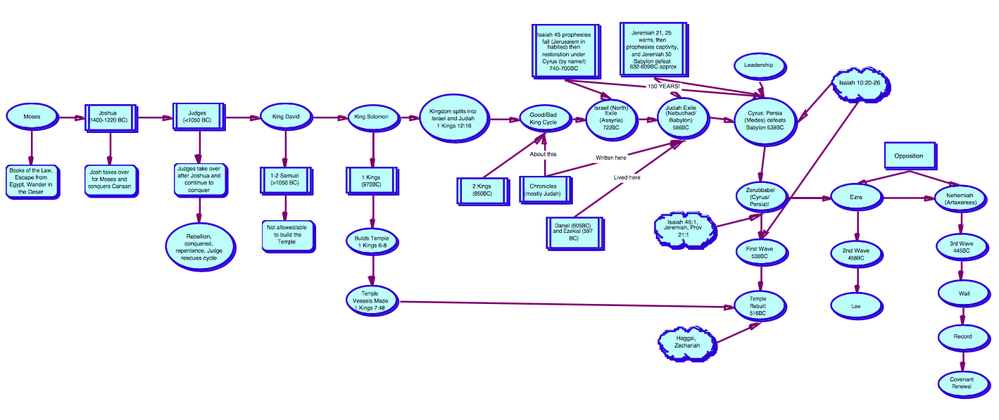 Isaiah 45 prophesies
fall (Jerusalem in
habited) then
restoration under
Cyrus (by name!)
740-700BC
Jeremiah 21, 25
warns, then
prophesies captivity,
and Jeremiah 50
Babylon defeat
632-609BC approx
Leadership
150 YEARS!
Isaiah 10:20-26
Moses
Joshua
1400-1220 BC)
Judges
(<1050 BC)
King David
King Solomon
Kingdom splits into
Israel and Judah
1 Kings 12:16
Good/Bad
King Cycle
Israel (North)
Exile
(Assyria)
722BC
Judah Exile
(Nebuchad/
Babylon)
586BC
Cyrus: Persia
(Medes) defeats
Babylon 539BC
About this
Written here
Lived here
Opposition
Books of the Law,
Escape from
Egypt, Wander in
the Deser
Josh takes over
for Moses and
conquers Canaan
Judges take over
after Joshua and
continue to
conquer
1-2 Samuel
(>1050 BC)
1 Kings
(970BC)
2 Kings
(850BC)
Chronicles
(mostly Judah)
Zerubbabel
(Cyrus/
Persia)l
Ezra
Nehemiah
(Artaxerxes)
Rebellion,
conquered,
repentence, Judge
rescues cycle
Not allowed/able
to build the
Temple
Builds Temple
1 Kings 6-8
Daniel (605BC)
and Ezekial (597
BC)
Isaiah 45:1,
Jeremiah, Prov
21:1
First Wave
538BC
2nd Wave
458BC
3rd Wave
445BC
Temple
Vessels Made
1 Kings 7:48
Temple
Rebuilt
516BC
Law
Wall
Haggai,
Zechariah
Record
Covenant
Renewal